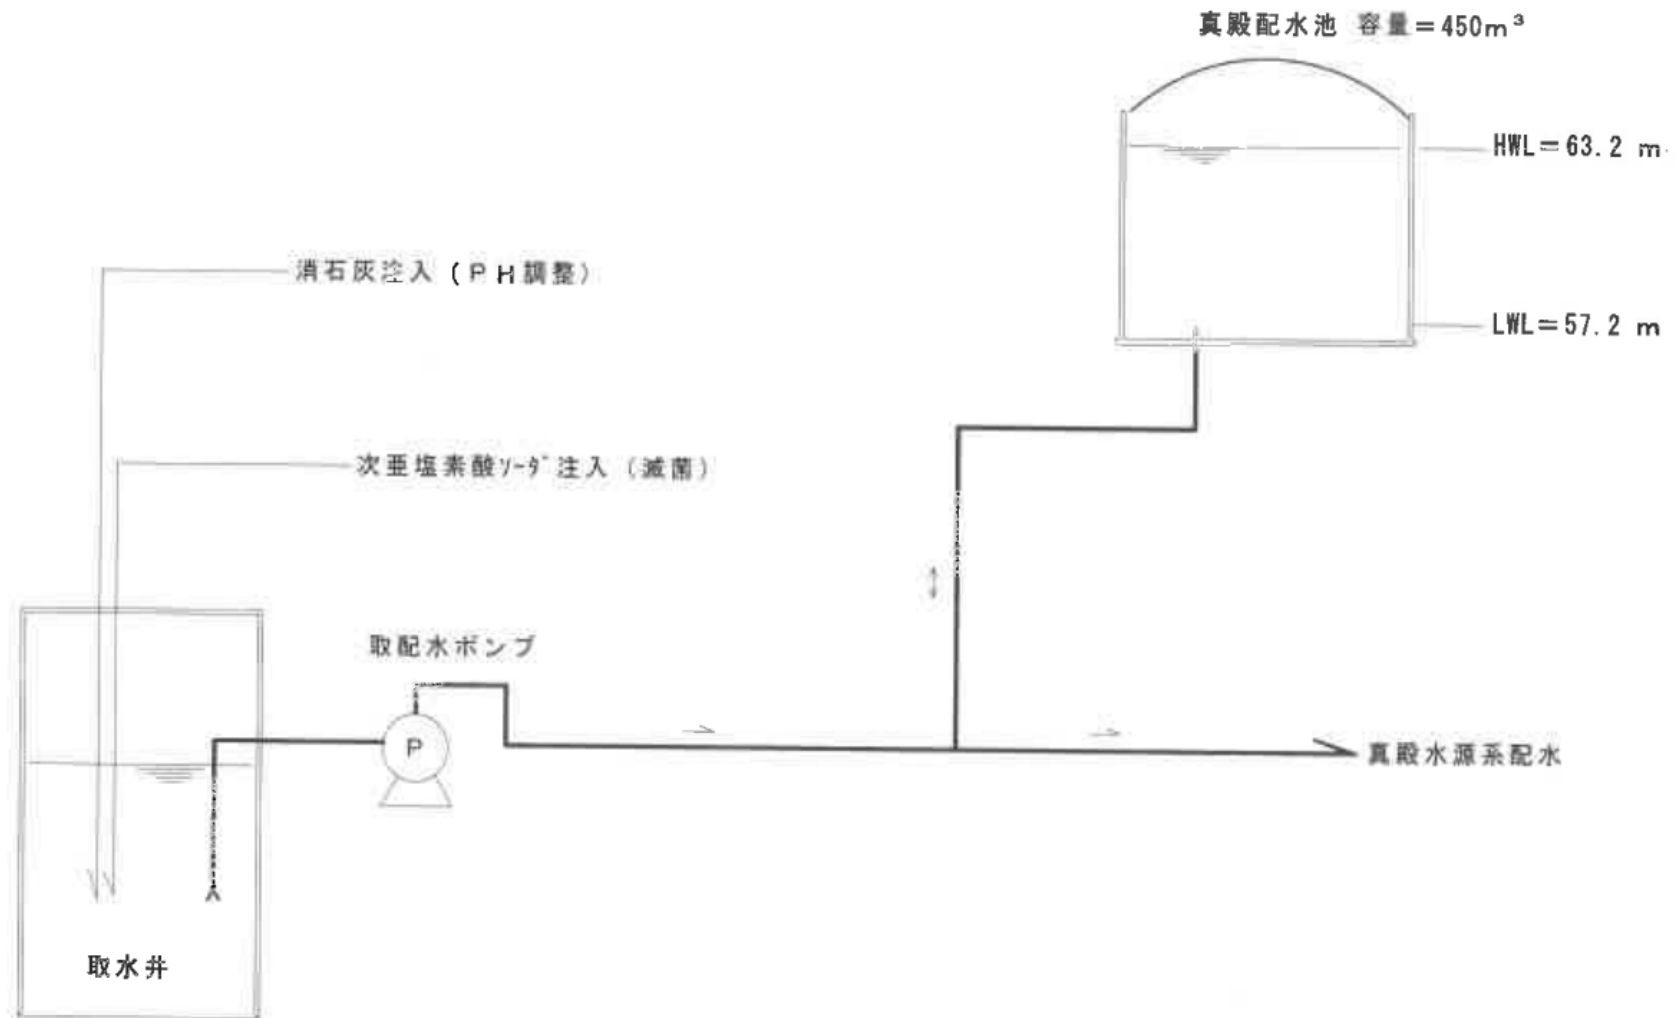 真殿配水池 容量＝450m³
HWL＝63.2 m
消石灰注入（ＰＨ調整）
LWL＝57.2 m
次亜塩素酸ｿｰﾀﾞ注入（滅菌）
取配水ポンプ
P
真殿水源系配水
取水井